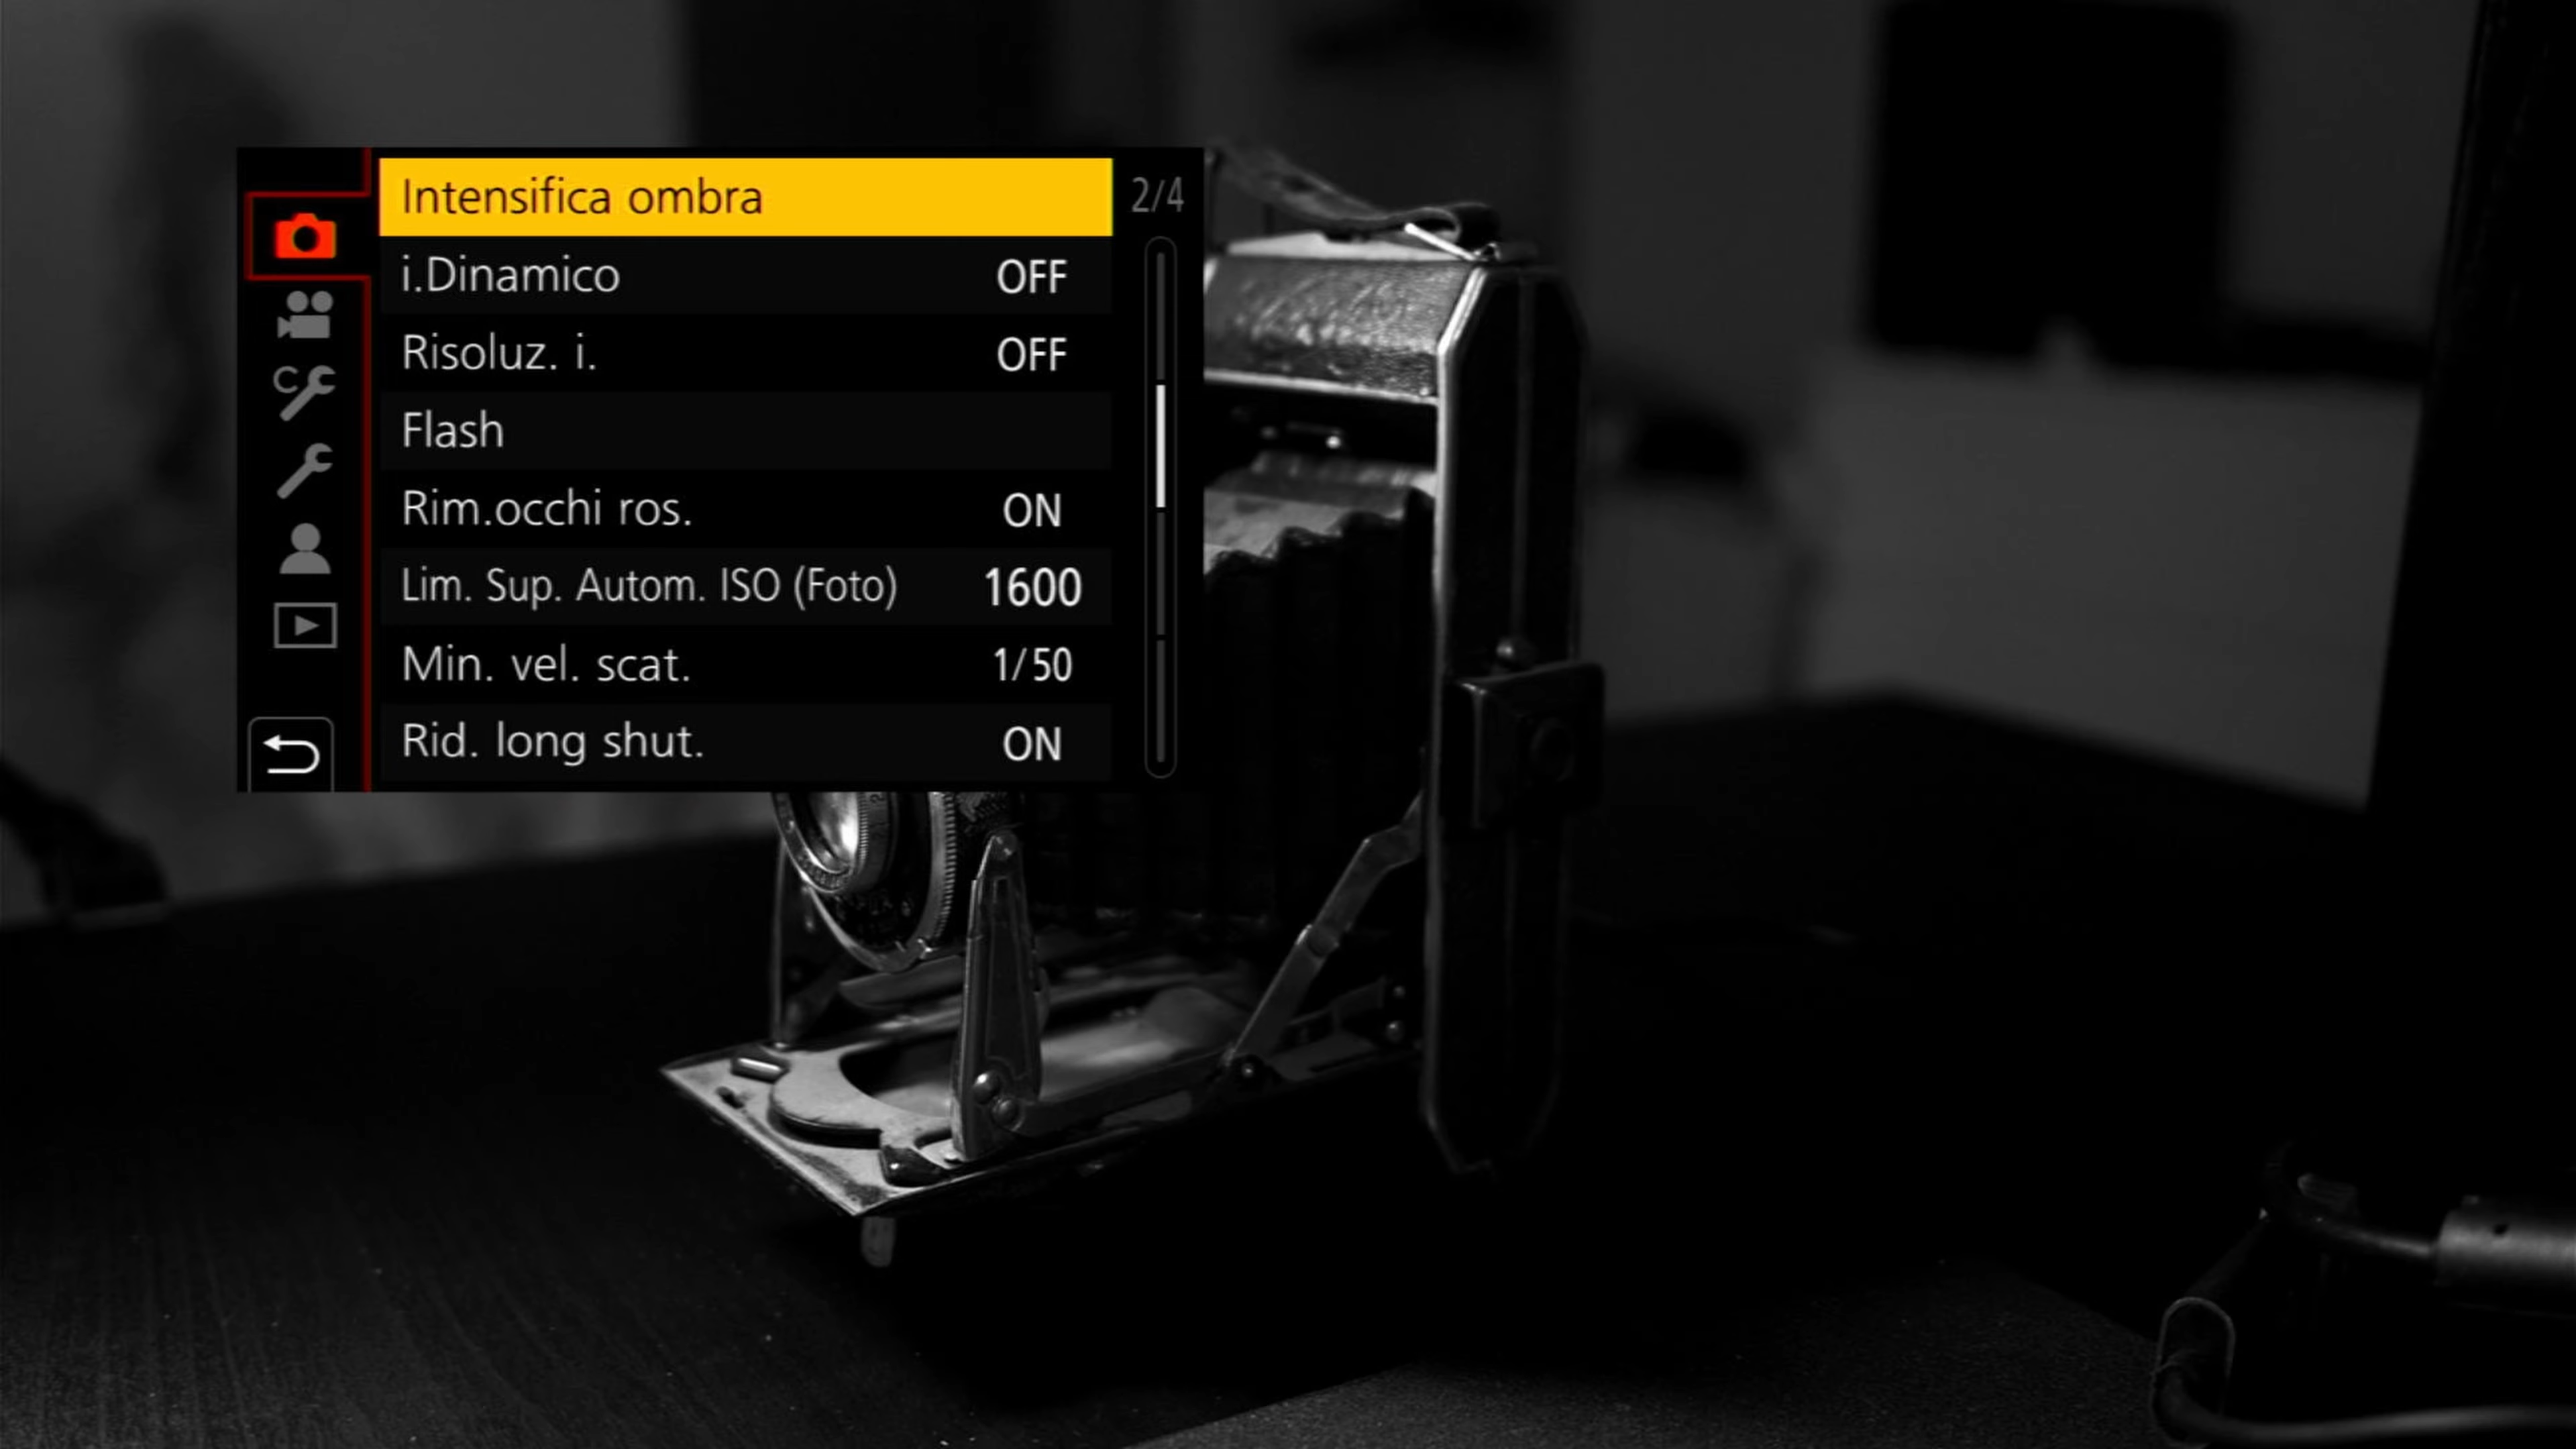 Intensifica ombra
2/4
i.Dinamico OFF
Risoluz. i. OFF
Flash
Rim.occhi ros. ON
Lim. Sup. Autom. ISO (Foto) 1600
Min. vel. scat. 1/50
Rid. long shut. ON
C